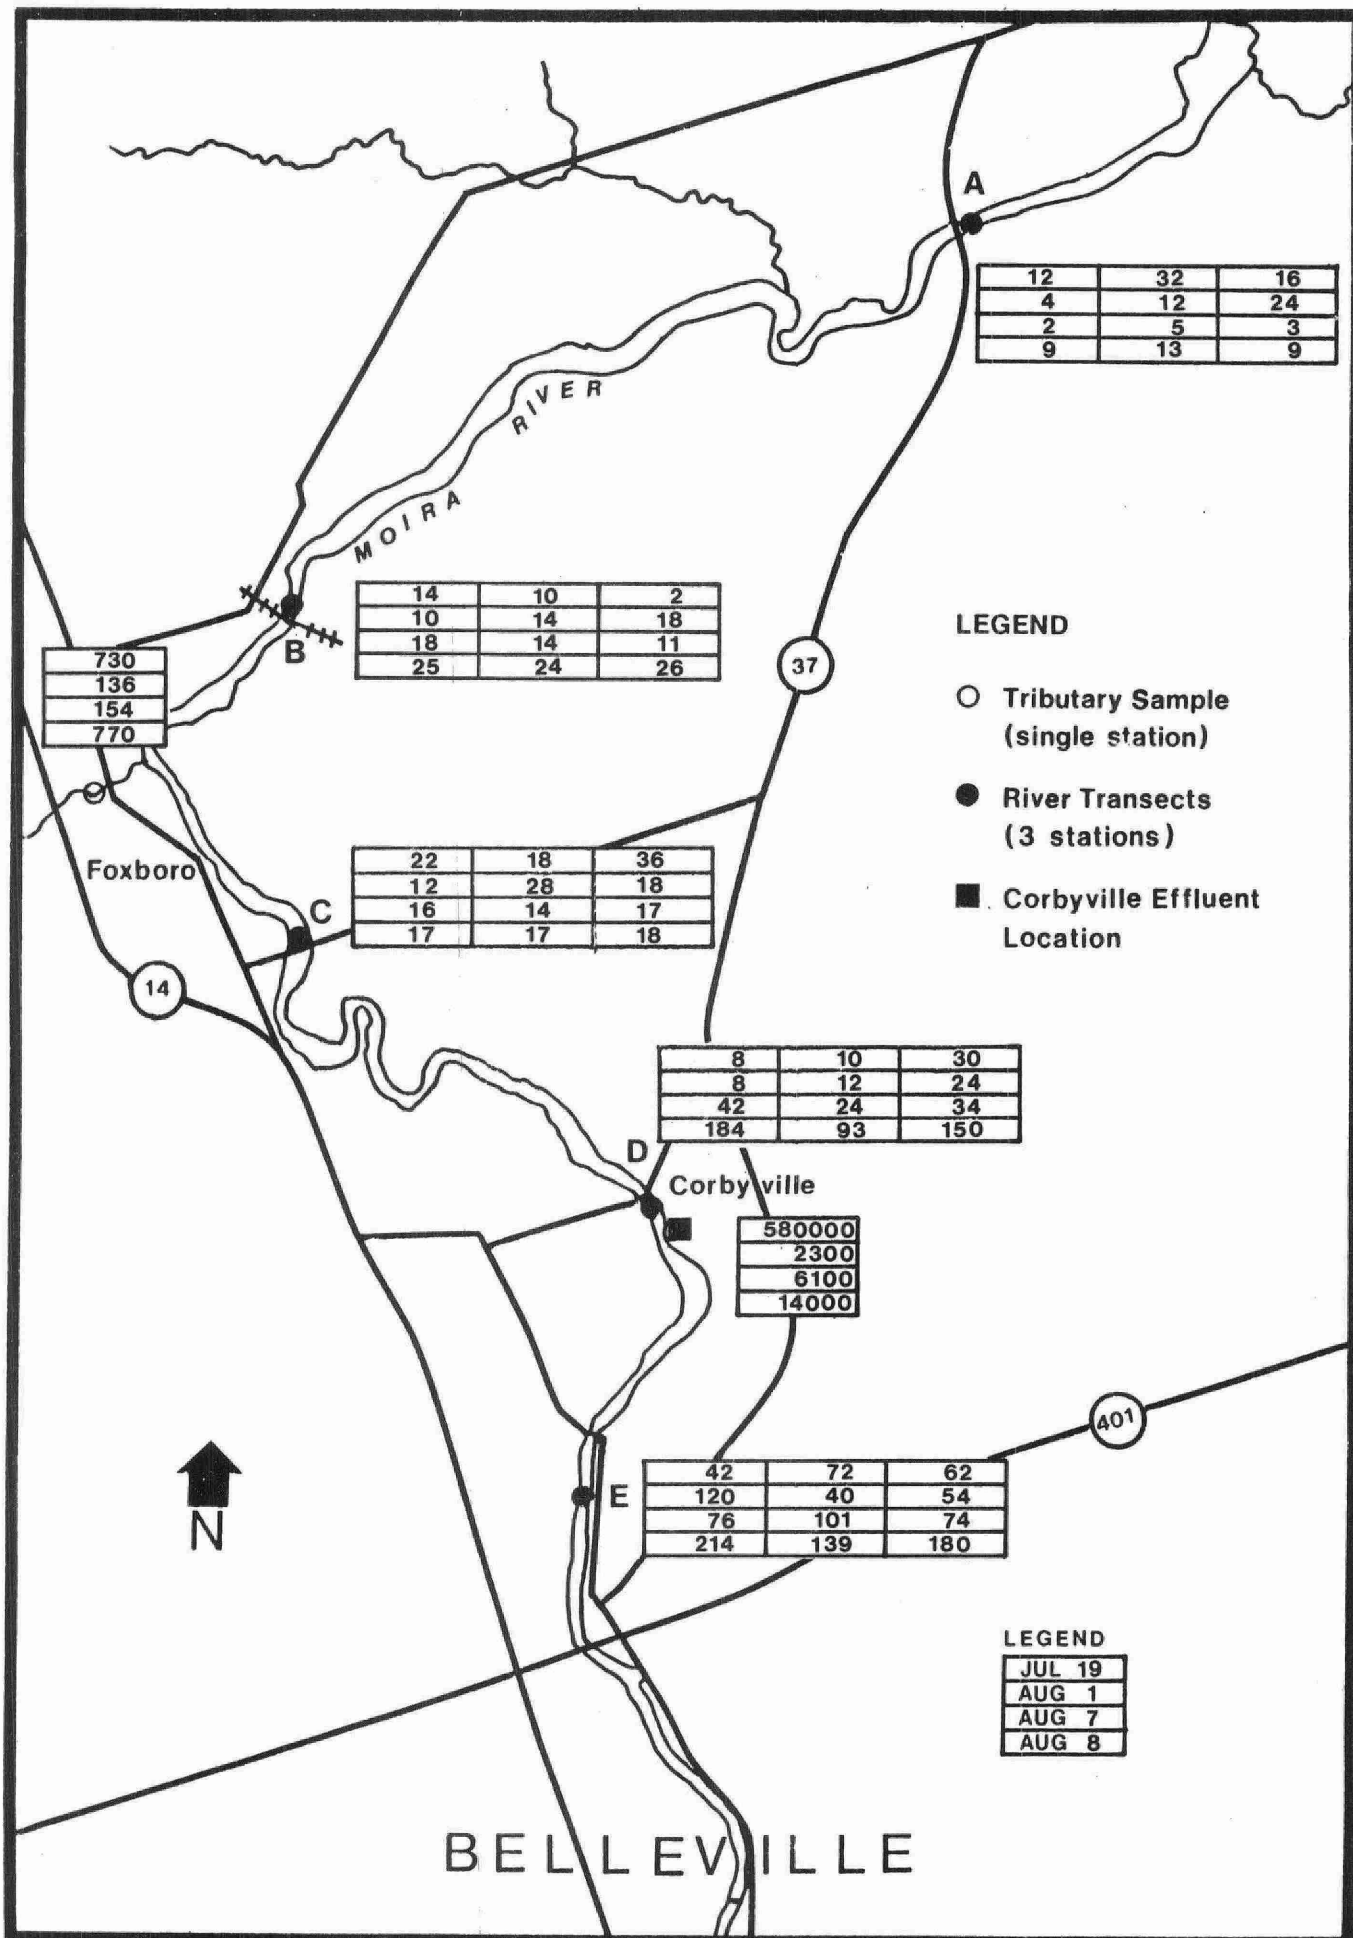 A
12 32 16
4 12 24
2 5 3
9 13 9
MOIRA RIVER
B
14 10 2
10 14 18
18 14 11
25 24 26
730
136
154
770
37
LEGEND
Tributary Sample
(single station)
River Transects
(3 stations)
Corbyville Effluent
Location
Foxboro
C
22 18 36
12 28 18
16 14 17
17 17 18
14
8 10 30
8 12 24
42 24 34
184 93 150
D
Corbyville
580000
2300
6100
14000
401
E
42 72 62
120 40 54
76 101 74
214 139 180
N
LEGEND
JUL 19
AUG 1
AUG 7
AUG 8
BELLEVILLE